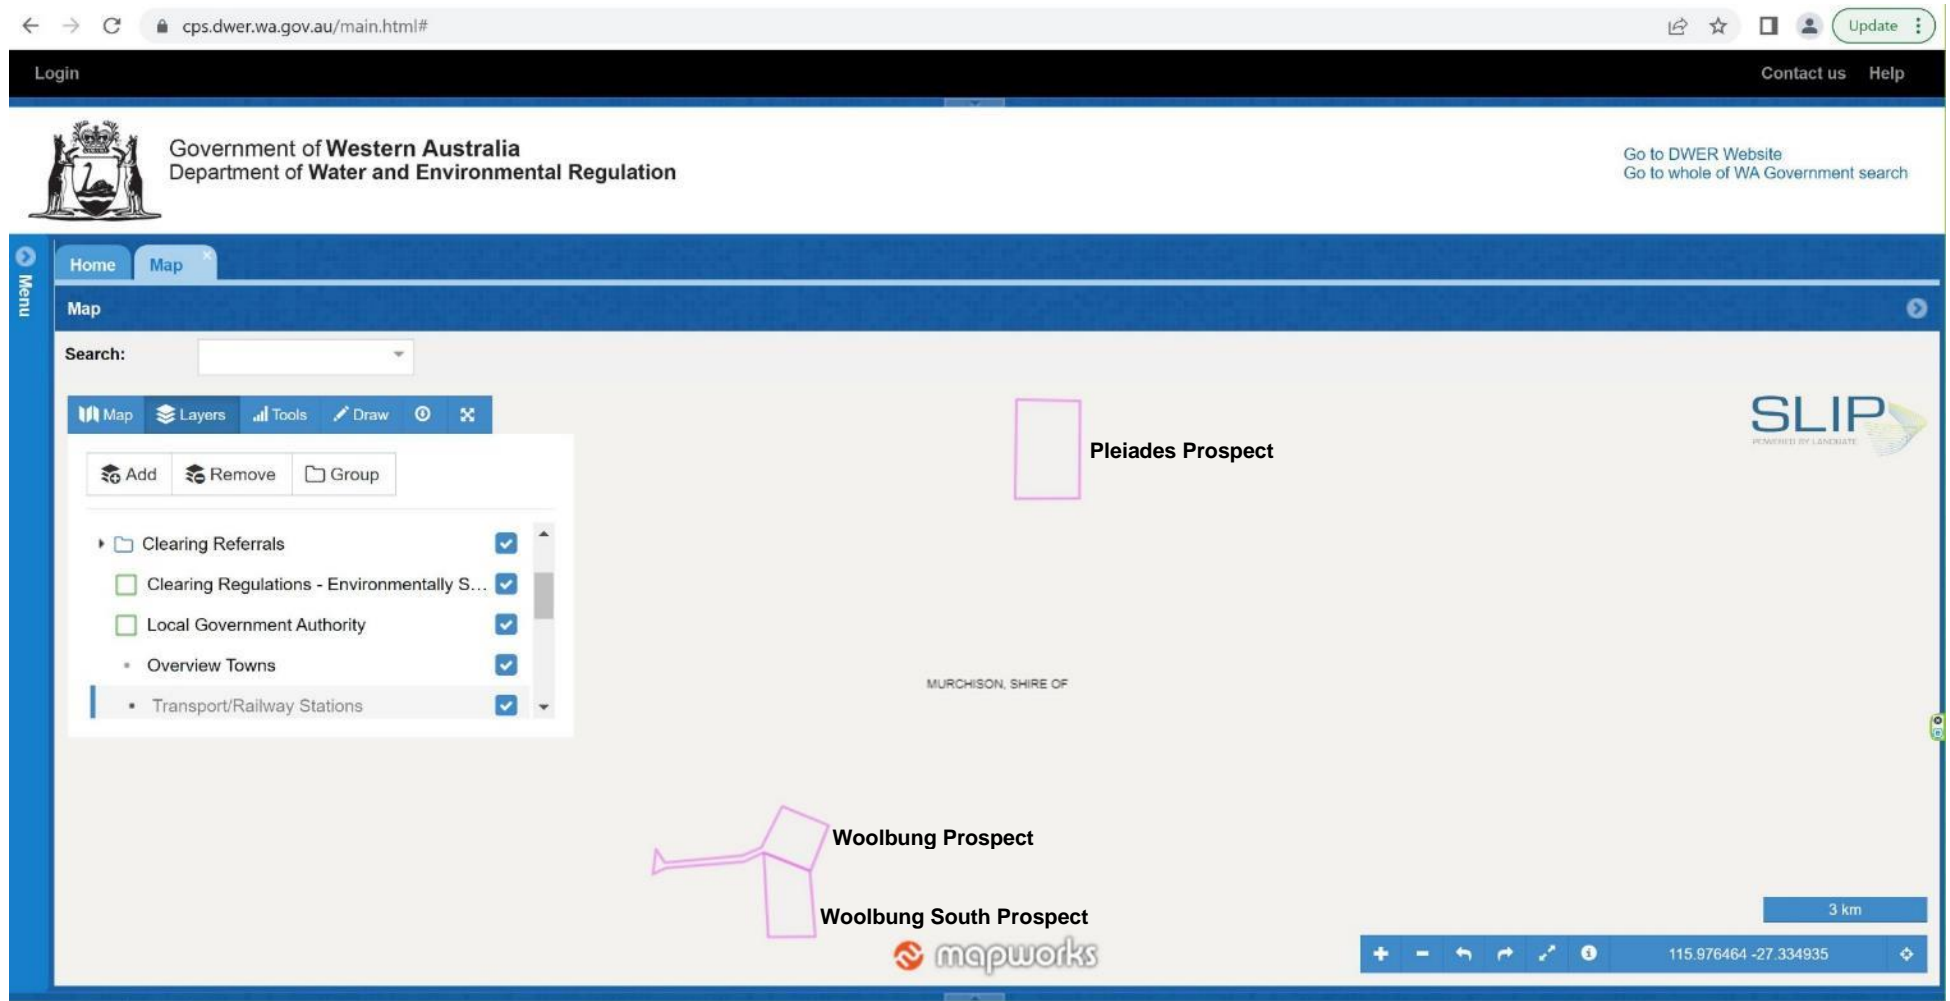 cps.dwer.wa.gov.au/main.html#
Update
Login
Contact us Help
Government of Western Australia
Department of Water and Environmental Regulation
Go to DWER Website
Go to whole of WA Government search
Menu
Home Map
Map
Search:
Map Layers Tools Draw
Add Remove Group
Clearing Referrals
Clearing Regulations - Environmentally S...
Local Government Authority
Overview Towns
Transport/Railway Stations
Pleiades Prospect
SLIP
POWERED BY LANDGATE
MURCHISON, SHIRE OF
Woolbung Prospect
Woolbung South Prospect
mapworks
3 km
115.976464 -27.334935